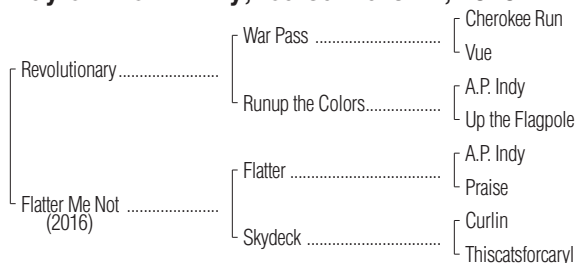 War Pass ......................
Cherokee Run
Vue
Revolutionary........................
Runup the Colors.................
A.P. Indy
Up the Flagpole
Flatter ..............................
A.P. Indy
Praise
Flatter Me Not ......................
(2016)
Skydeck ..........................
Curlin
Thiscatsforcaryl